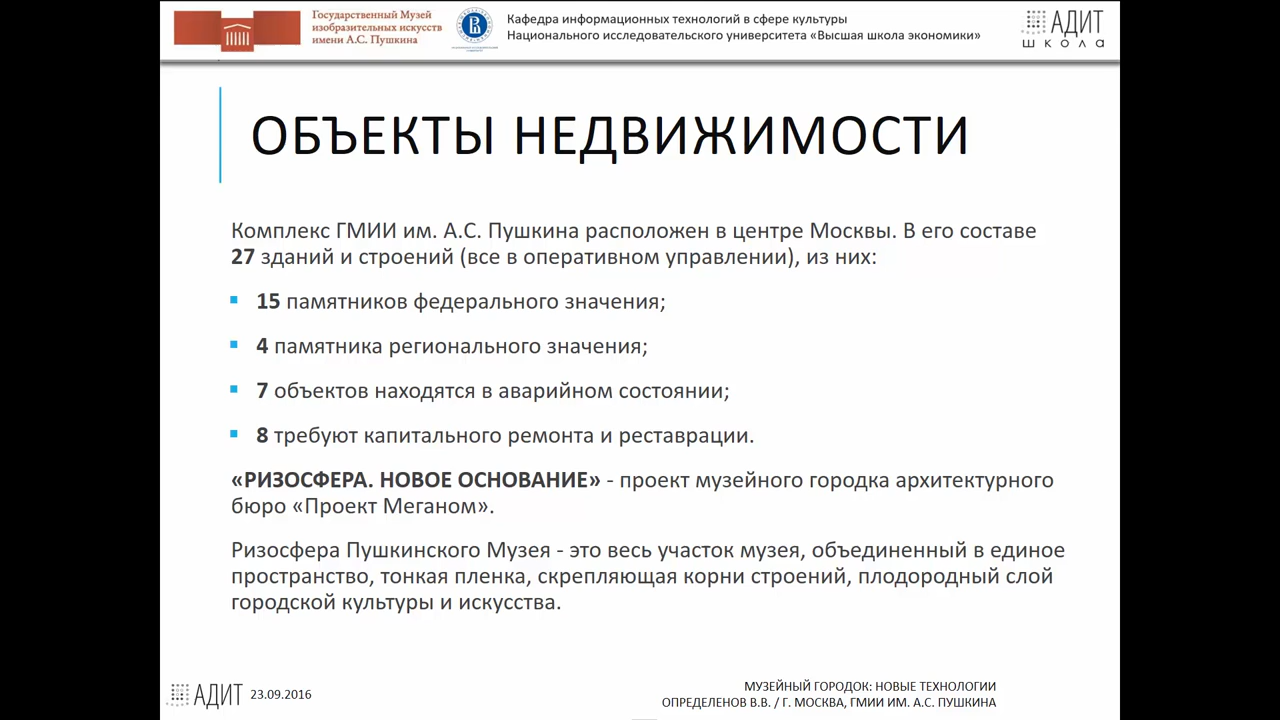 Государственный Музей
изобразительных искусств
имени А.С. Пушкина
Кафедра информационных технологий в сфере культуры
Национального исследовательского университета «Высшая школа экономики»
АДИТ
школа
ОБЪЕКТЫ НЕДВИЖИМОСТИ
Комплекс ГМИИ им. А.С. Пушкина расположен в центре Москвы. В его составе
27 зданий и строений (все в оперативном управлении), из них:
15 памятников федерального значения;
4 памятника регионального значения;
7 объектов находятся в аварийном состоянии;
8 требуют капитального ремонта и реставрации.
«РИЗОСФЕРА. НОВОЕ ОСНОВАНИЕ» - проект музейного городка архитектурного
бюро «Проект Меганом».
Ризосфера Пушкинского Музея - это весь участок музея, объединенный в единое
пространство, тонкая пленка, скрепляющая корни строений, плодородный слой
городской культуры и искусства.
АДИТ 23.09.2016
МУЗЕЙНЫЙ ГОРОДОК: НОВЫЕ ТЕХНОЛОГИИ
ОПРЕДЕЛЕНОВ В.В. / Г. МОСКВА, ГМИИ ИМ. А.С. ПУШКИНА